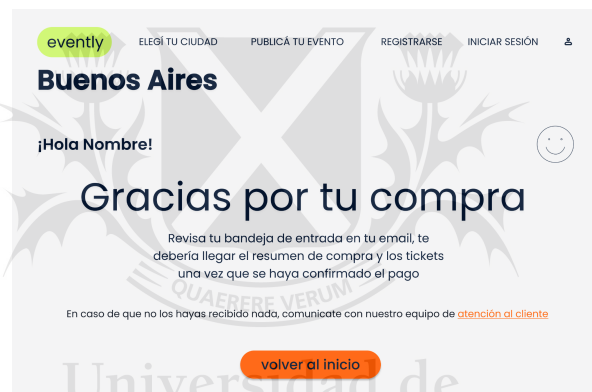 evently ELEGÍ TU CIUDAD PUBLICÁ TU EVENTO REGISTRARSE INICIAR SESIÓN
Buenos Aires
¡Hola Nombre!
Gracias por tu compra
Revisa tu bandeja de entrada en tu email, te
debería llegar el resumen de compra y los tickets
una vez que se haya confirmado el pago
QUAERERE VERUM
En caso de que no los hayas recibido nada, comunicate con nuestro equipo de atención al cliente
volver al inicio
Universidad de